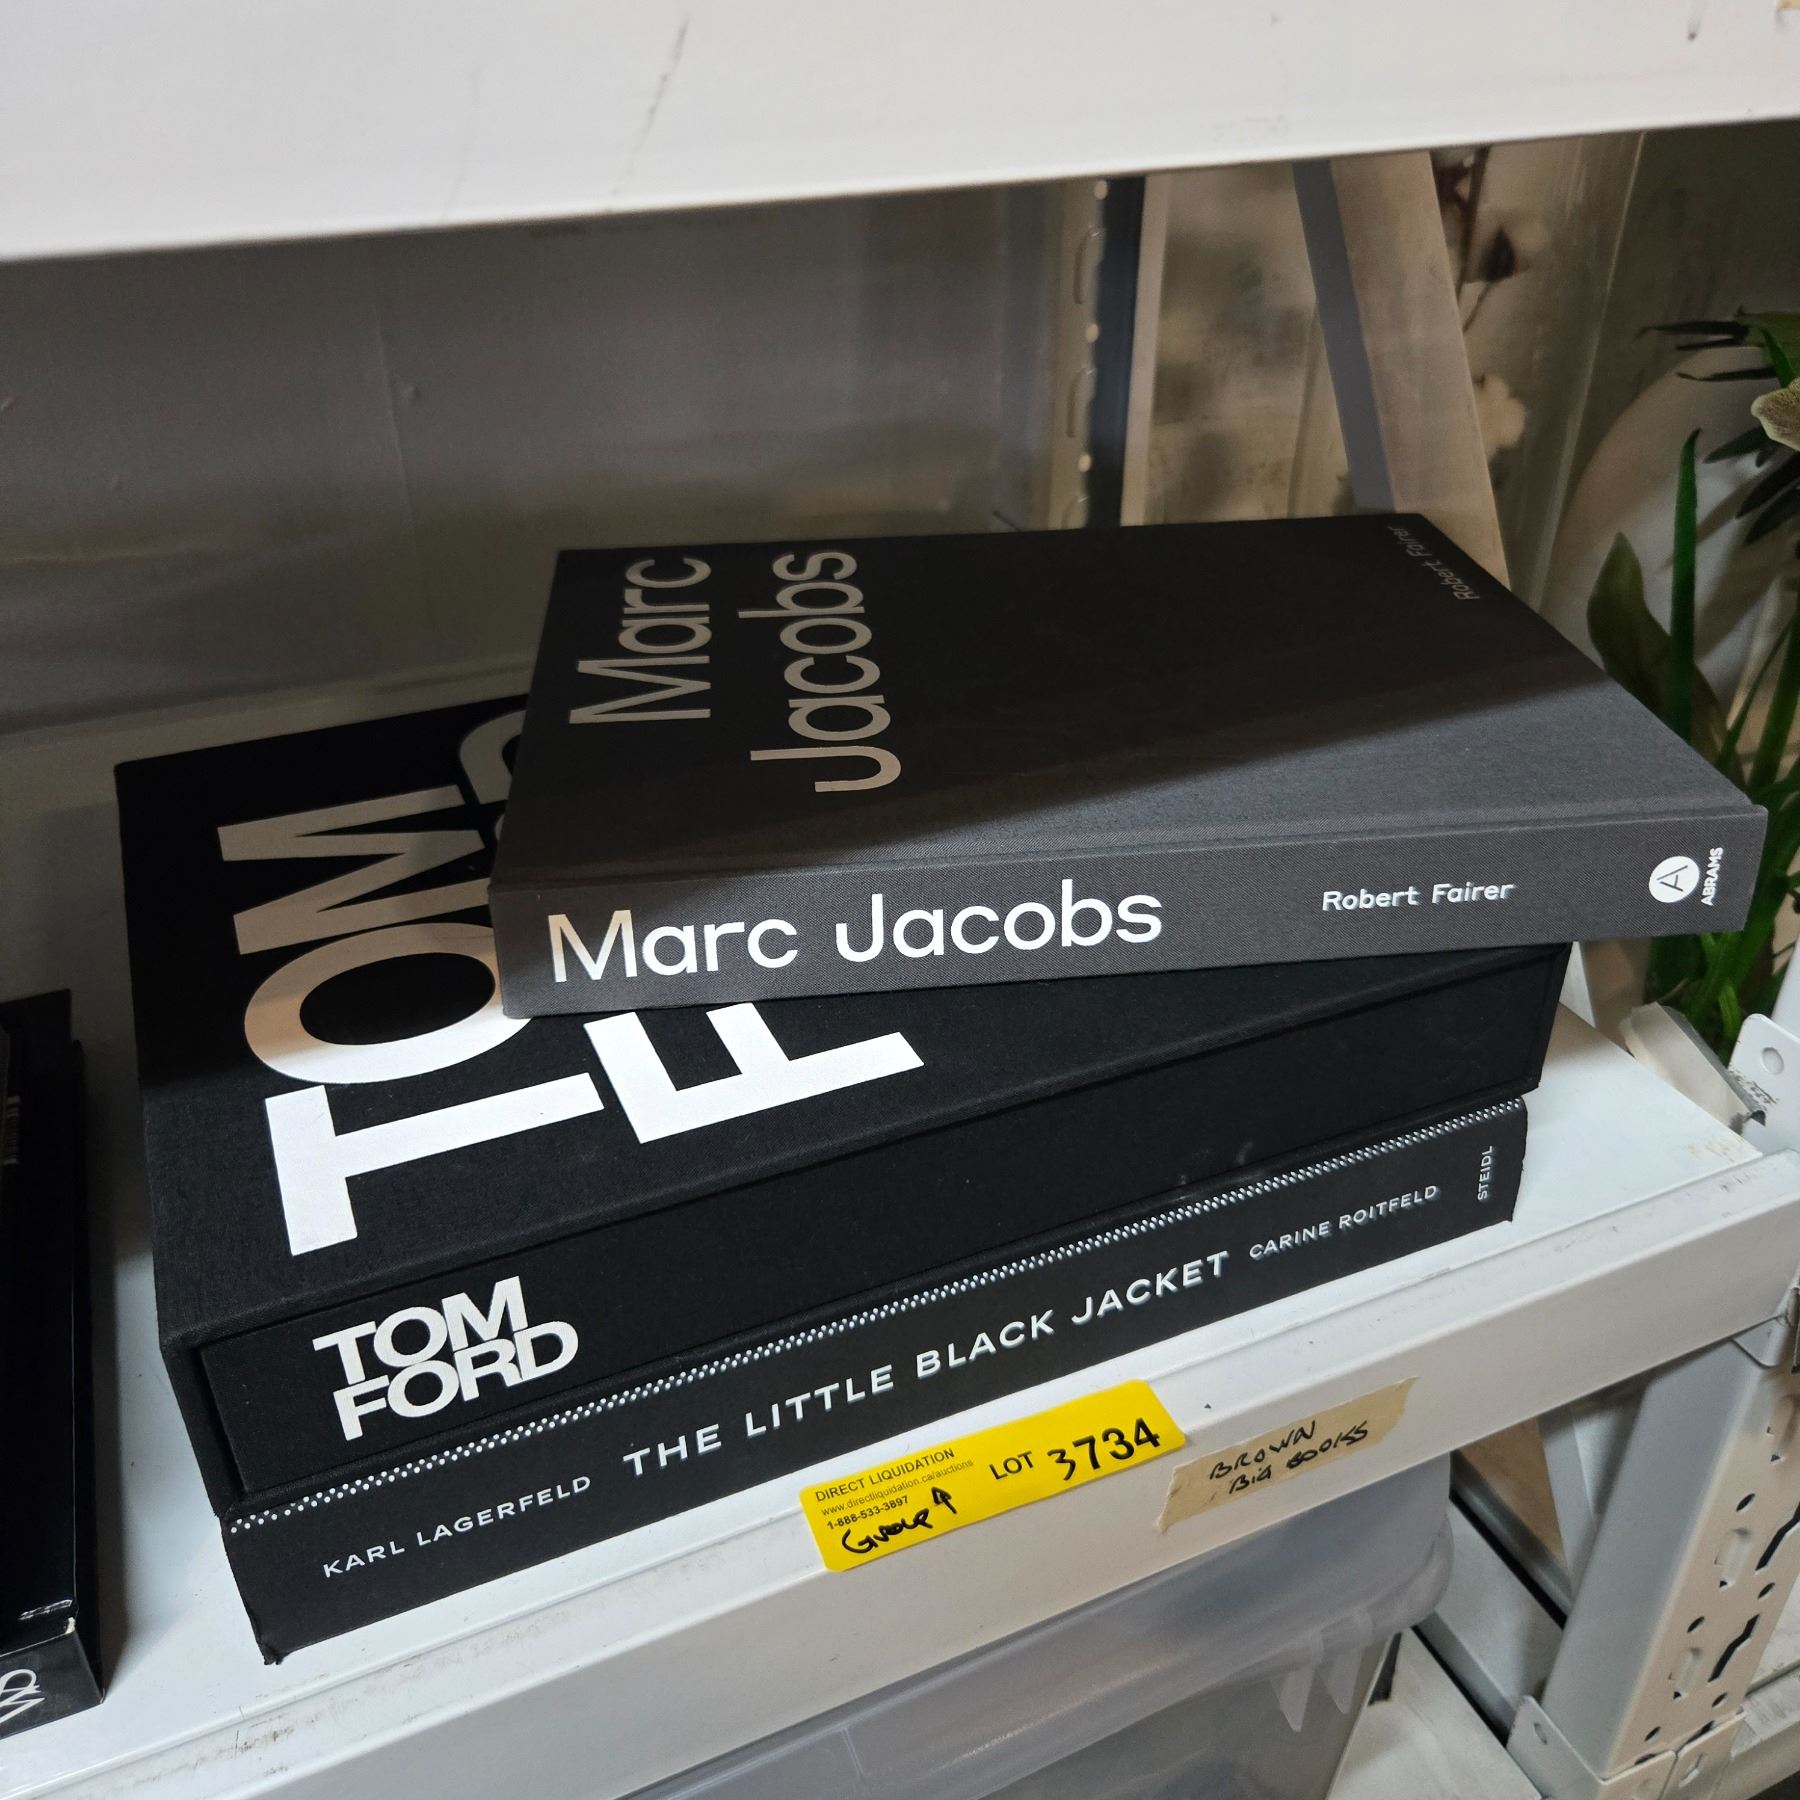 Marc
Jacobs
Robert Fairer
Marc Jacobs
Robert Fairer
A
ABRAMS
TOM
F
TOM
FORD
KARL LAGERFELD
THE LITTLE BLACK JACKET
CARINE ROITFELD
STEIDL
DIRECT LIQUIDATION
www.directliquidation.ca/auctions
1-888-533-3897
LOT 3734
BROWN
BIG BOOKS